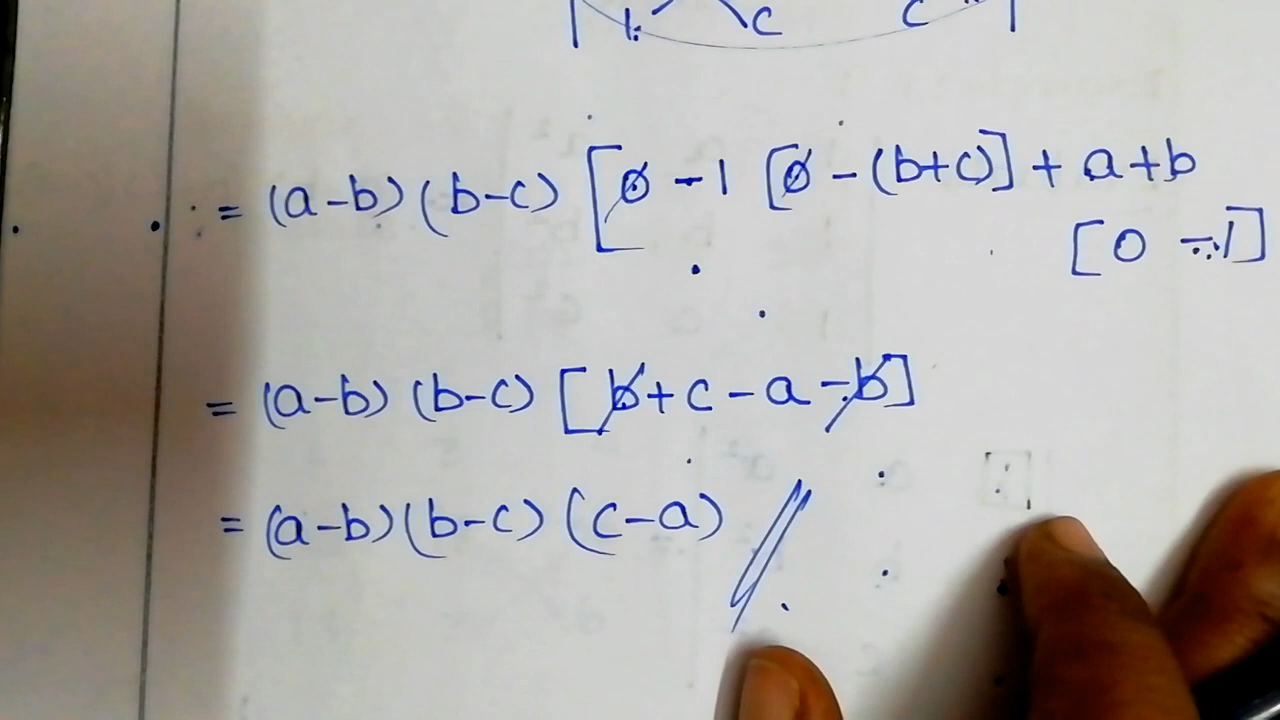 c c
= (a-b)(b-c) [0 - 1 [0 - (b+c)] + a+b
[0 - 1]
= (a-b)(b-c) [b+c-a-b]
= (a-b)(b-c)(c-a)